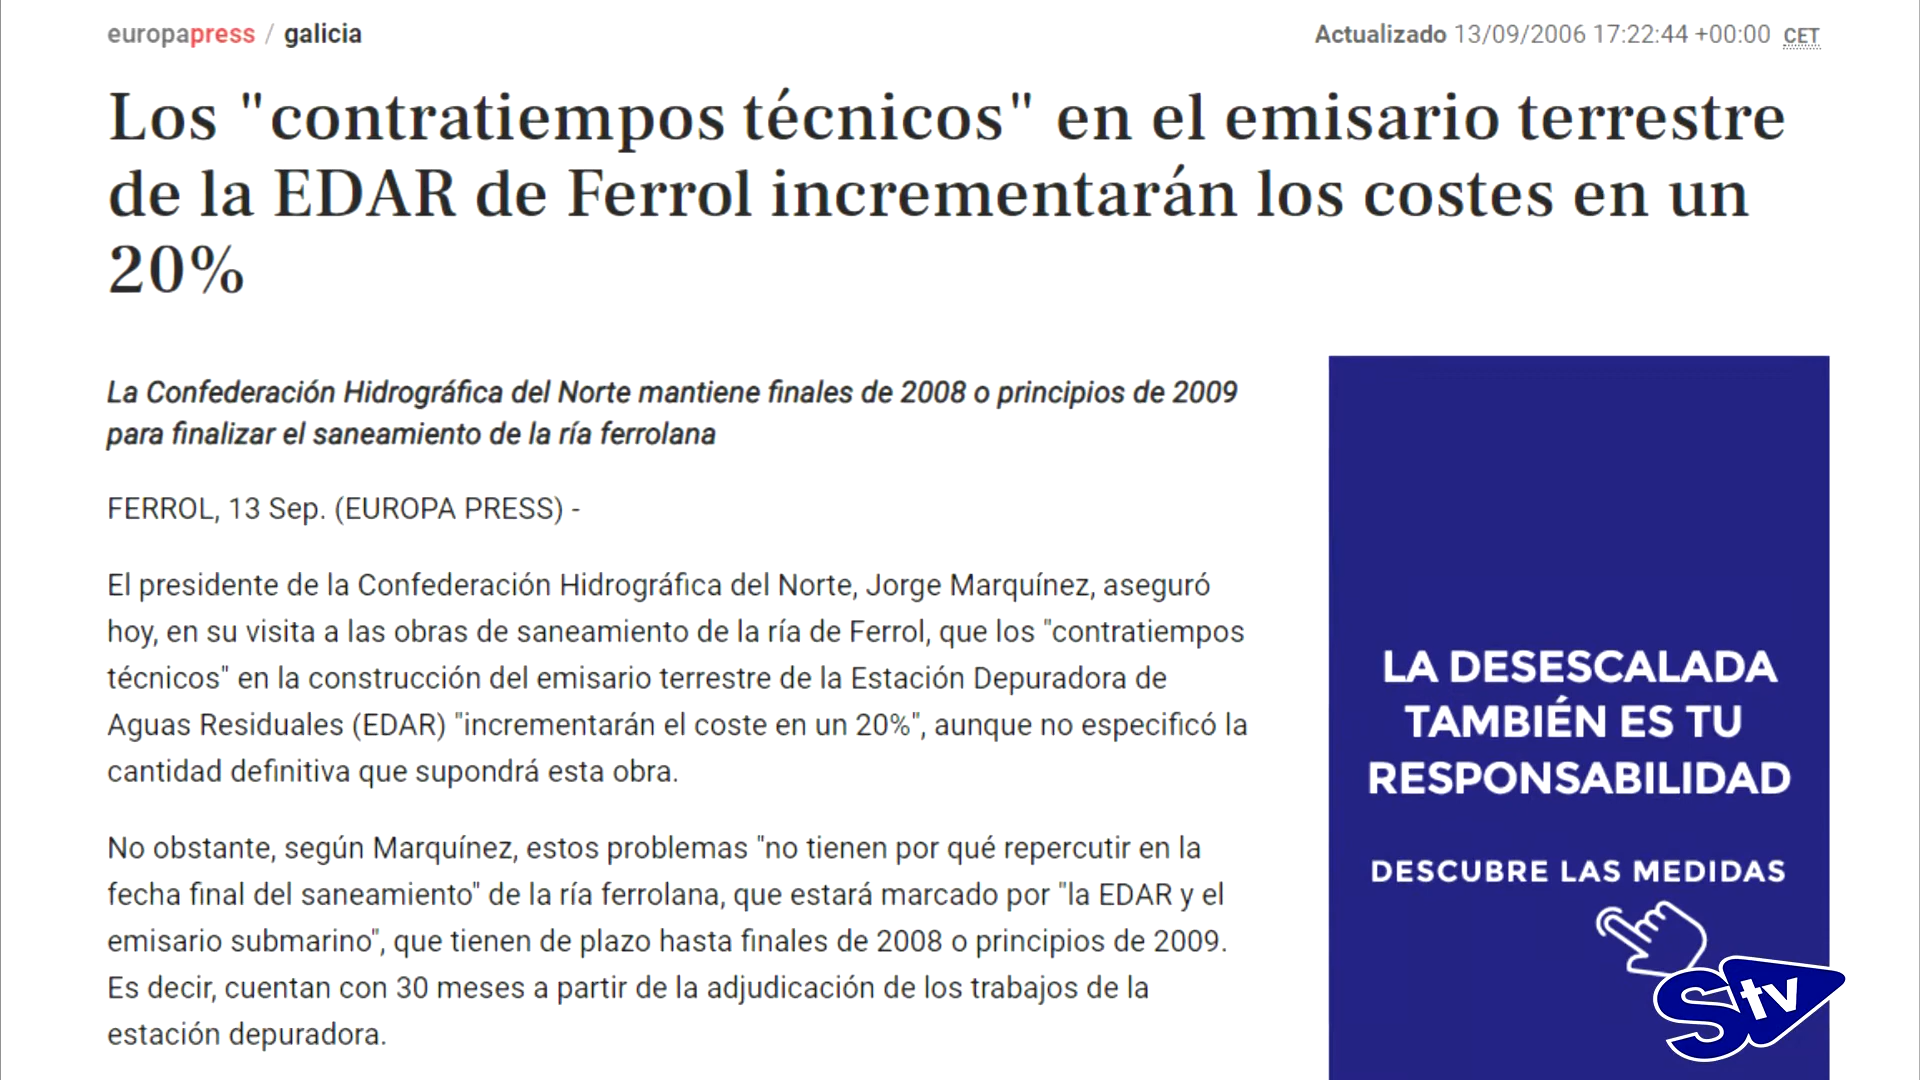 europapress / galicia
Actualizado 13/09/2006 17:22:44 +00:00 CET
Los "contratiempos técnicos" en el emisario terrestre
de la EDAR de Ferrol incrementarán los costes en un
20%
La Confederación Hidrográfica del Norte mantiene finales de 2008 o principios de 2009
para finalizar el saneamiento de la ría ferrolana
FERROL, 13 Sep. (EUROPA PRESS) -
El presidente de la Confederación Hidrográfica del Norte, Jorge Marquínez, aseguró
hoy, en su visita a las obras de saneamiento de la ría de Ferrol, que los "contratiempos
técnicos" en la construcción del emisario terrestre de la Estación Depuradora de
Aguas Residuales (EDAR) "incrementarán el coste en un 20%", aunque no especificó la
cantidad definitiva que supondrá esta obra.
No obstante, según Marquínez, estos problemas "no tienen por qué repercutir en la
fecha final del saneamiento" de la ría ferrolana, que estará marcado por "la EDAR y el
emisario submarino", que tienen de plazo hasta finales de 2008 o principios de 2009.
Es decir, cuentan con 30 meses a partir de la adjudicación de los trabajos de la
estación depuradora.
LA DESESCALADA
TAMBIÉN ES TU
RESPONSABILIDAD
DESCUBRE LAS MEDIDAS
Stv